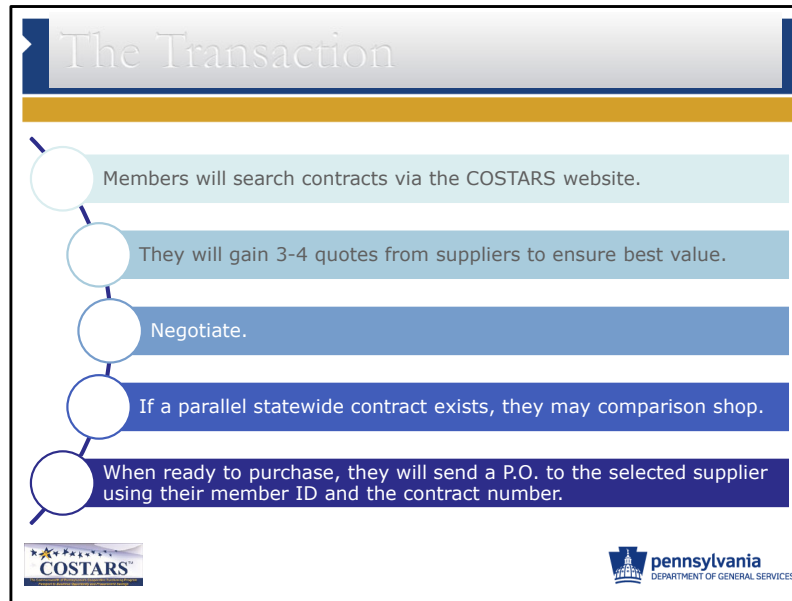 The Transaction
Members will search contracts via the COSTARS website.
They will gain 3-4 quotes from suppliers to ensure best value.
Negotiate.
If a parallel statewide contract exists, they may comparison shop.
When ready to purchase, they will send a P.O. to the selected supplier
using their member ID and the contract number.
COSTARS™
pennsylvania
DEPARTMENT OF GENERAL SERVICES